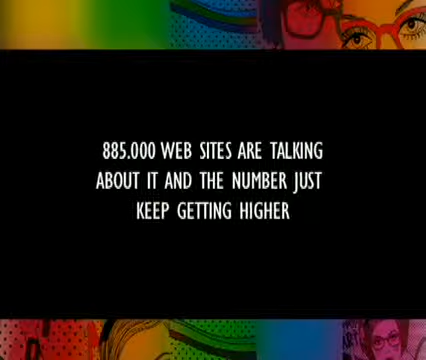 885.000 WEB SITES ARE TALKING
ABOUT IT AND THE NUMBER JUST
KEEP GETTING HIGHER